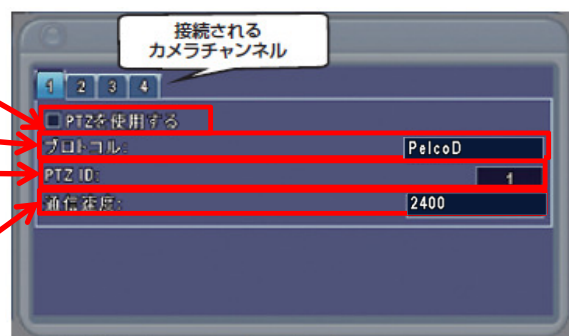 接続される
カメラチャンネル
1 2 3 4
PTZを使用する
プロトコル: PelcoD
PTZ ID: 1
通信速度: 2400